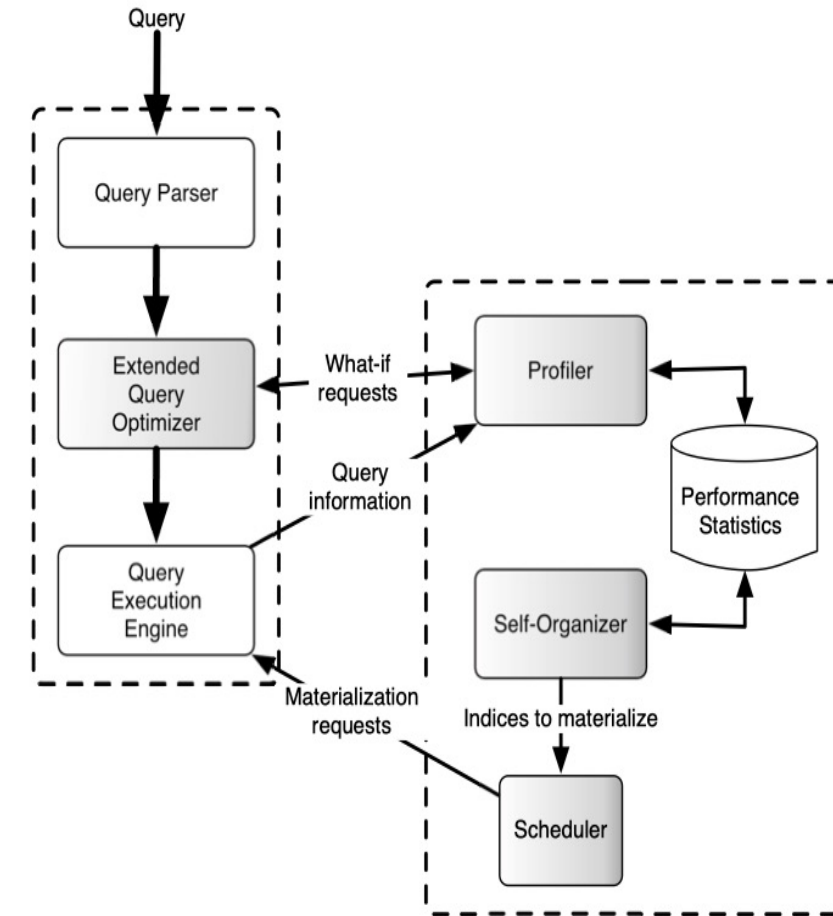 Query
Query Parser
Extended
Query
Optimizer
What-if
requests
Profiler
Query
information
Performance
Statistics
Query
Execution
Engine
Self-Organizer
Materialization
requests
Indices to materialize
Scheduler